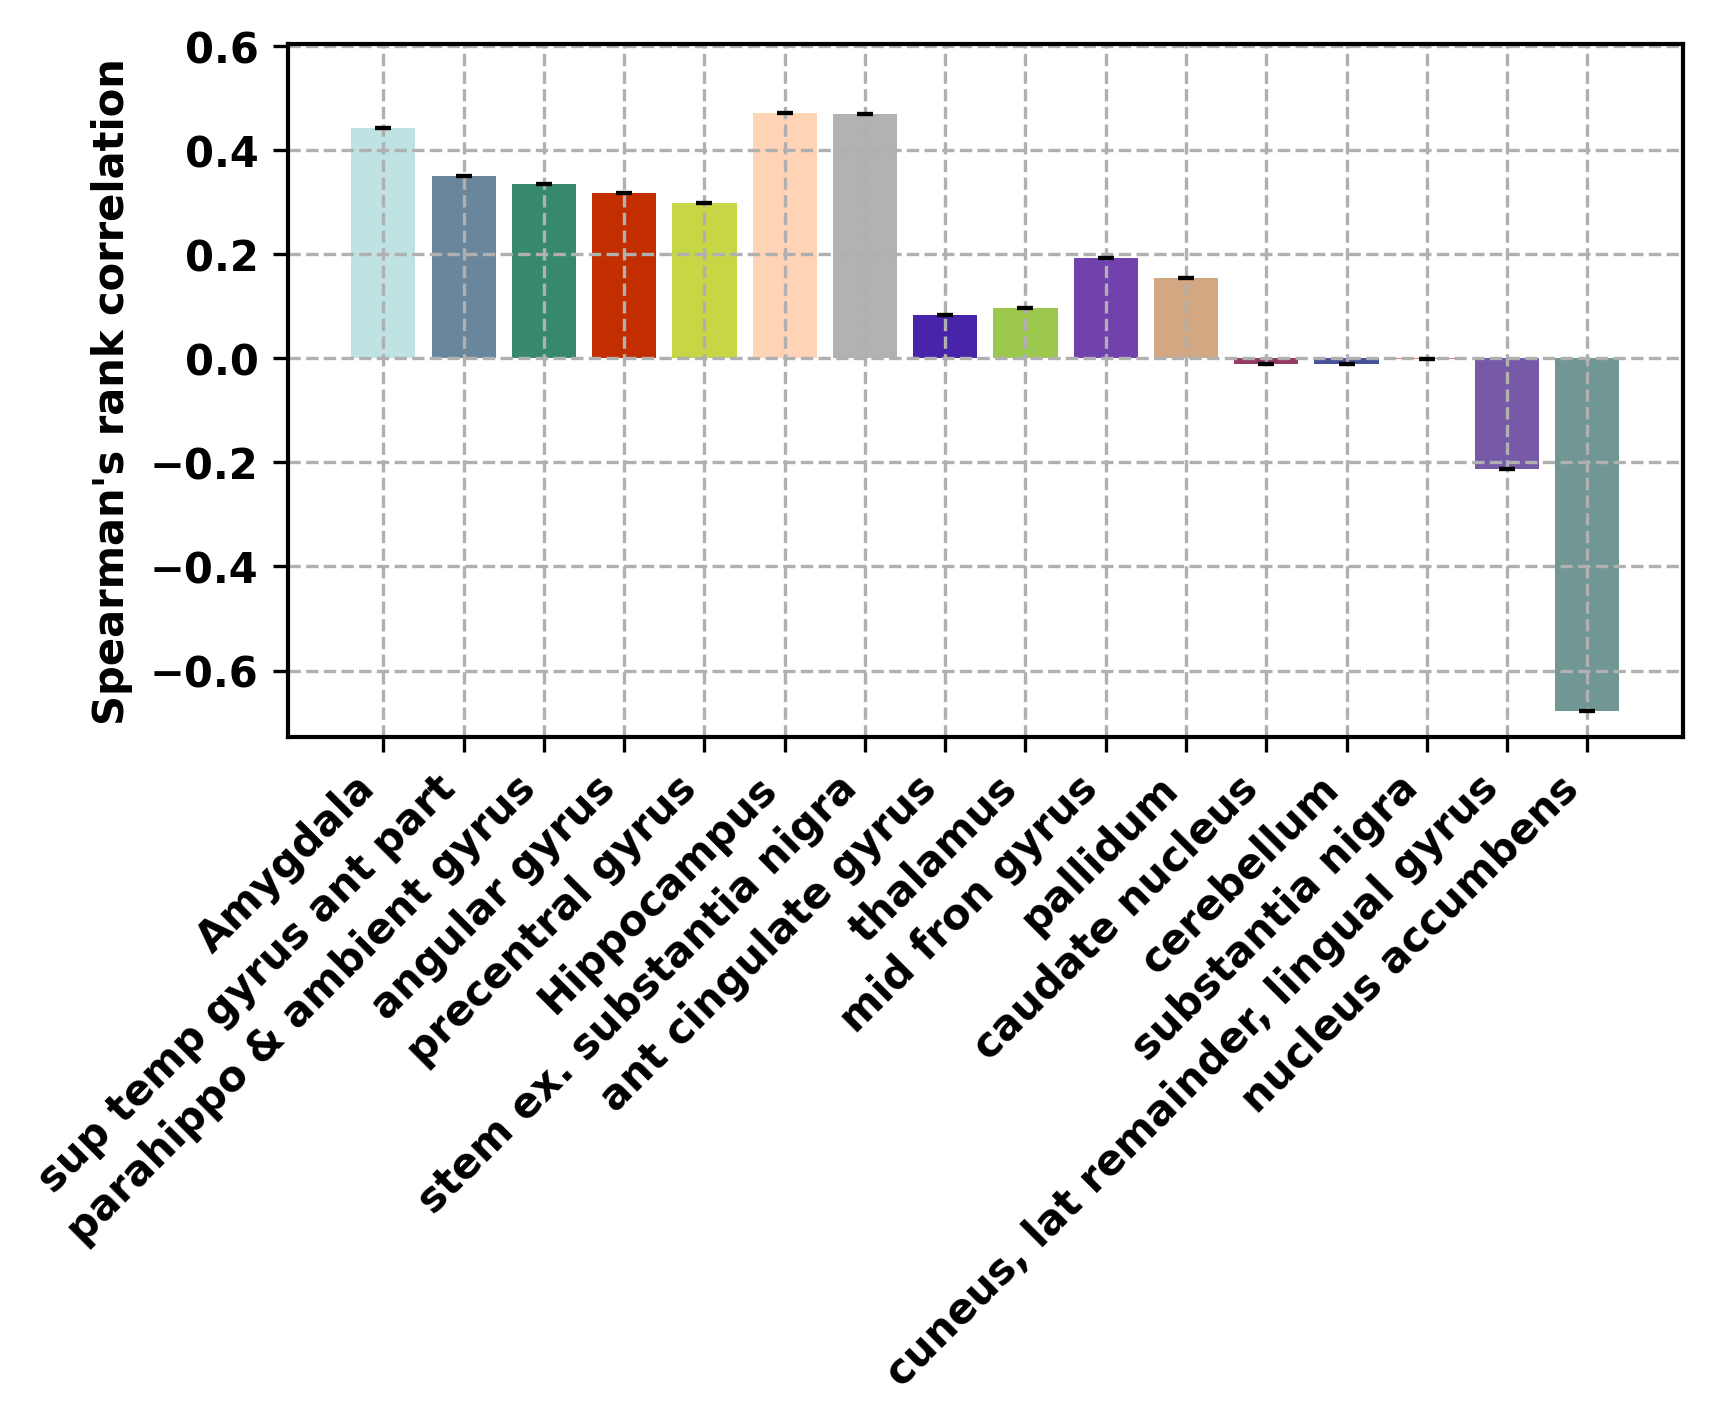 Spearman's rank correlation
0.6
0.4
0.2
0.0
−0.2
−0.4
−0.6
Amygdala
sup temp gyrus ant part
parahippo & ambient gyrus
angular gyrus
precentral gyrus
Hippocampus
stem ex. substantia nigra
ant cingulate gyrus
thalamus
mid fron gyrus
pallidum
caudate nucleus
cerebellum
substantia nigra
cuneus, lat remainder, lingual gyrus
nucleus accumbens